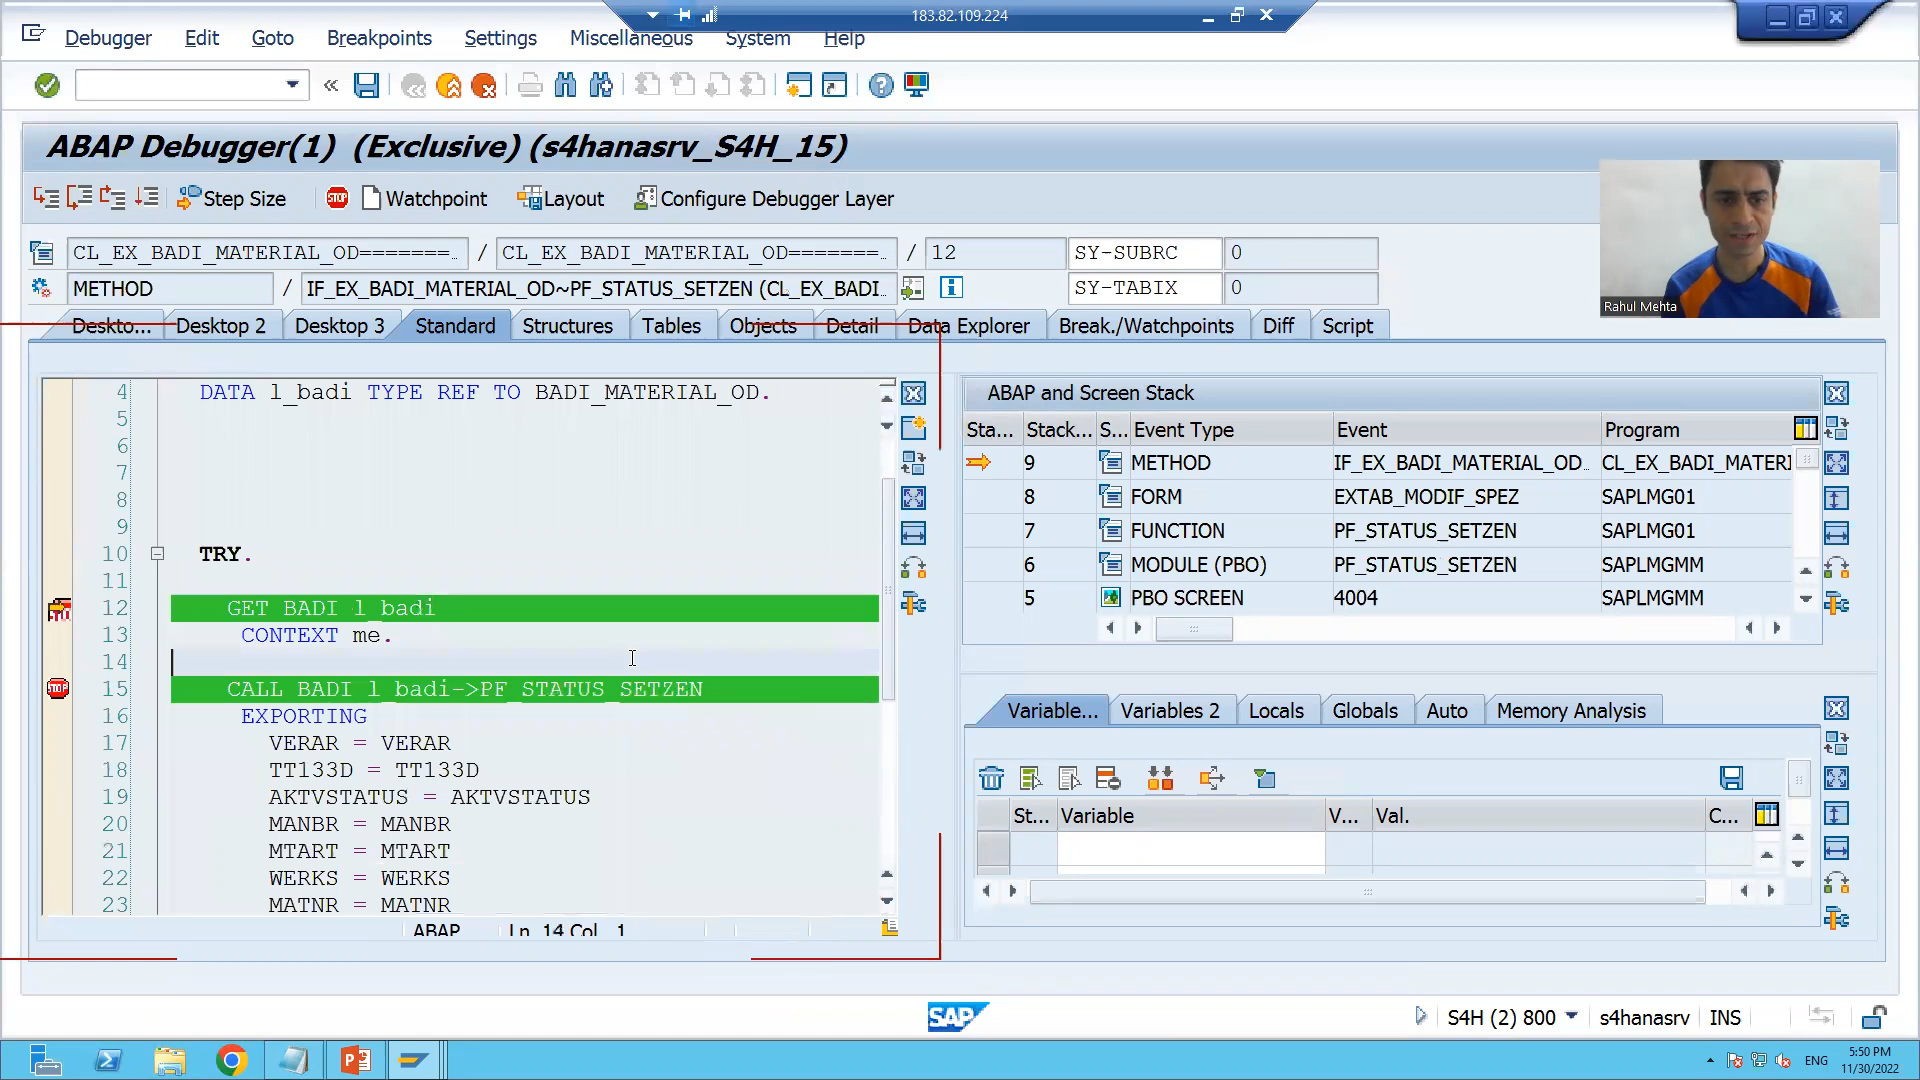 183.82.109.224
Debugger Edit Goto Breakpoints Settings Miscellaneous System Help
ABAP Debugger(1) (Exclusive) (s4hanasrv_S4H_15)
Step Size STOP Watchpoint Layout Configure Debugger Layer
CL_EX_BADI_MATERIAL_OD=======… / CL_EX_BADI_MATERIAL_OD=======… / 12 SY-SUBRC 0
METHOD / IF_EX_BADI_MATERIAL_OD~PF_STATUS_SETZEN (CL_EX_BADI… SY-TABIX 0
Rahul Mehta
Deskto... Desktop 2 Desktop 3 Standard Structures Tables Objects Detail Data Explorer Break./Watchpoints Diff Script
4 DATA l_badi TYPE REF TO BADI_MATERIAL_OD.
5
6
7
8
9
10 TRY.
11
12 GET BADI l_badi
13 CONTEXT me.
14
STOP 15 CALL BADI l_badi->PF_STATUS_SETZEN
16 EXPORTING
17 VERAR = VERAR
18 TT133D = TT133D
19 AKTVSTATUS = AKTVSTATUS
20 MANBR = MANBR
21 MTART = MTART
22 WERKS = WERKS
23 MATNR = MATNR
ABAP Ln 14 Col 1
ABAP and Screen Stack
Sta... Stack... S... Event Type Event Program
9 METHOD IF_EX_BADI_MATERIAL_OD… CL_EX_BADI_MATERI
8 FORM EXTAB_MODIF_SPEZ SAPLMG01
7 FUNCTION PF_STATUS_SETZEN SAPLMG01
6 MODULE (PBO) PF_STATUS_SETZEN SAPLMGMM
5 PBO SCREEN 4004 SAPLMGMM
Variable... Variables 2 Locals Globals Auto Memory Analysis
St... Variable V... Val. C...
SAP S4H (2) 800 s4hanasrv INS
ENG 5:50 PM
11/30/2022